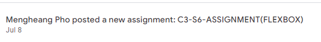 Mengheang Pho posted a new assignment: C3-S6-ASSIGNMENT(FLEXBOX)
Jul 8